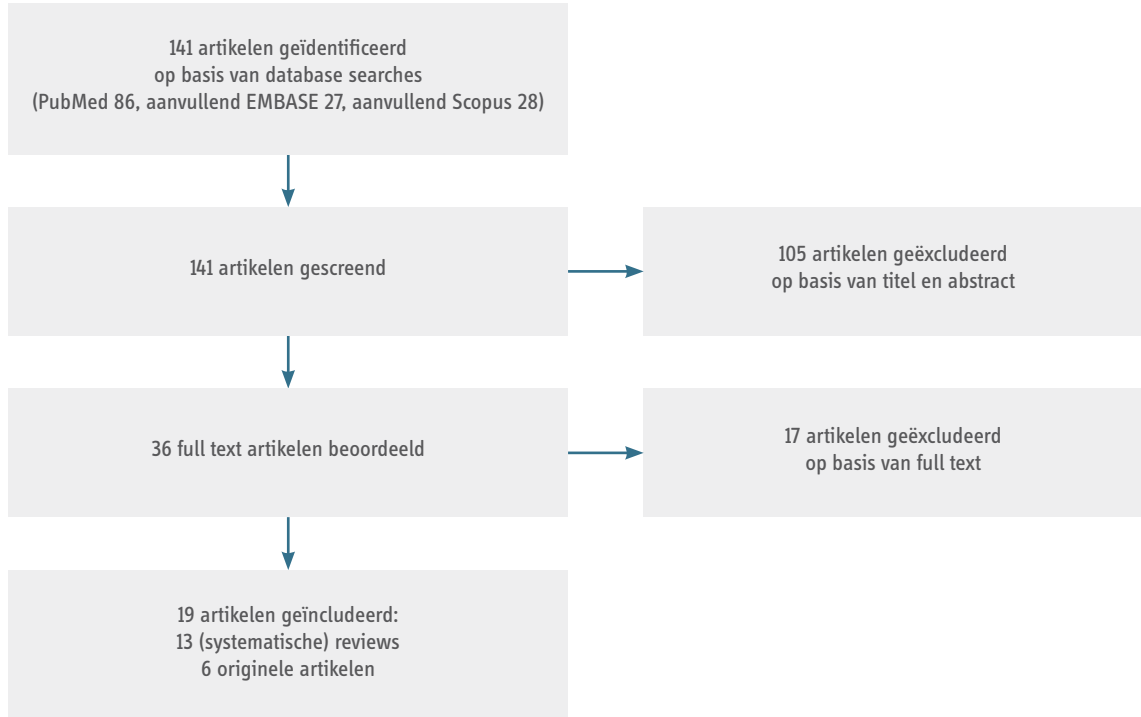 141 artikelen geïdentificeerd
op basis van database searches
(PubMed 86, aanvullend EMBASE 27, aanvullend Scopus 28)
141 artikelen gescreend
105 artikelen geëxcludeerd
op basis van titel en abstract
36 full text artikelen beoordeeld
17 artikelen geëxcludeerd
op basis van full text
19 artikelen geïncludeerd:
13 (systematische) reviews
6 originele artikelen